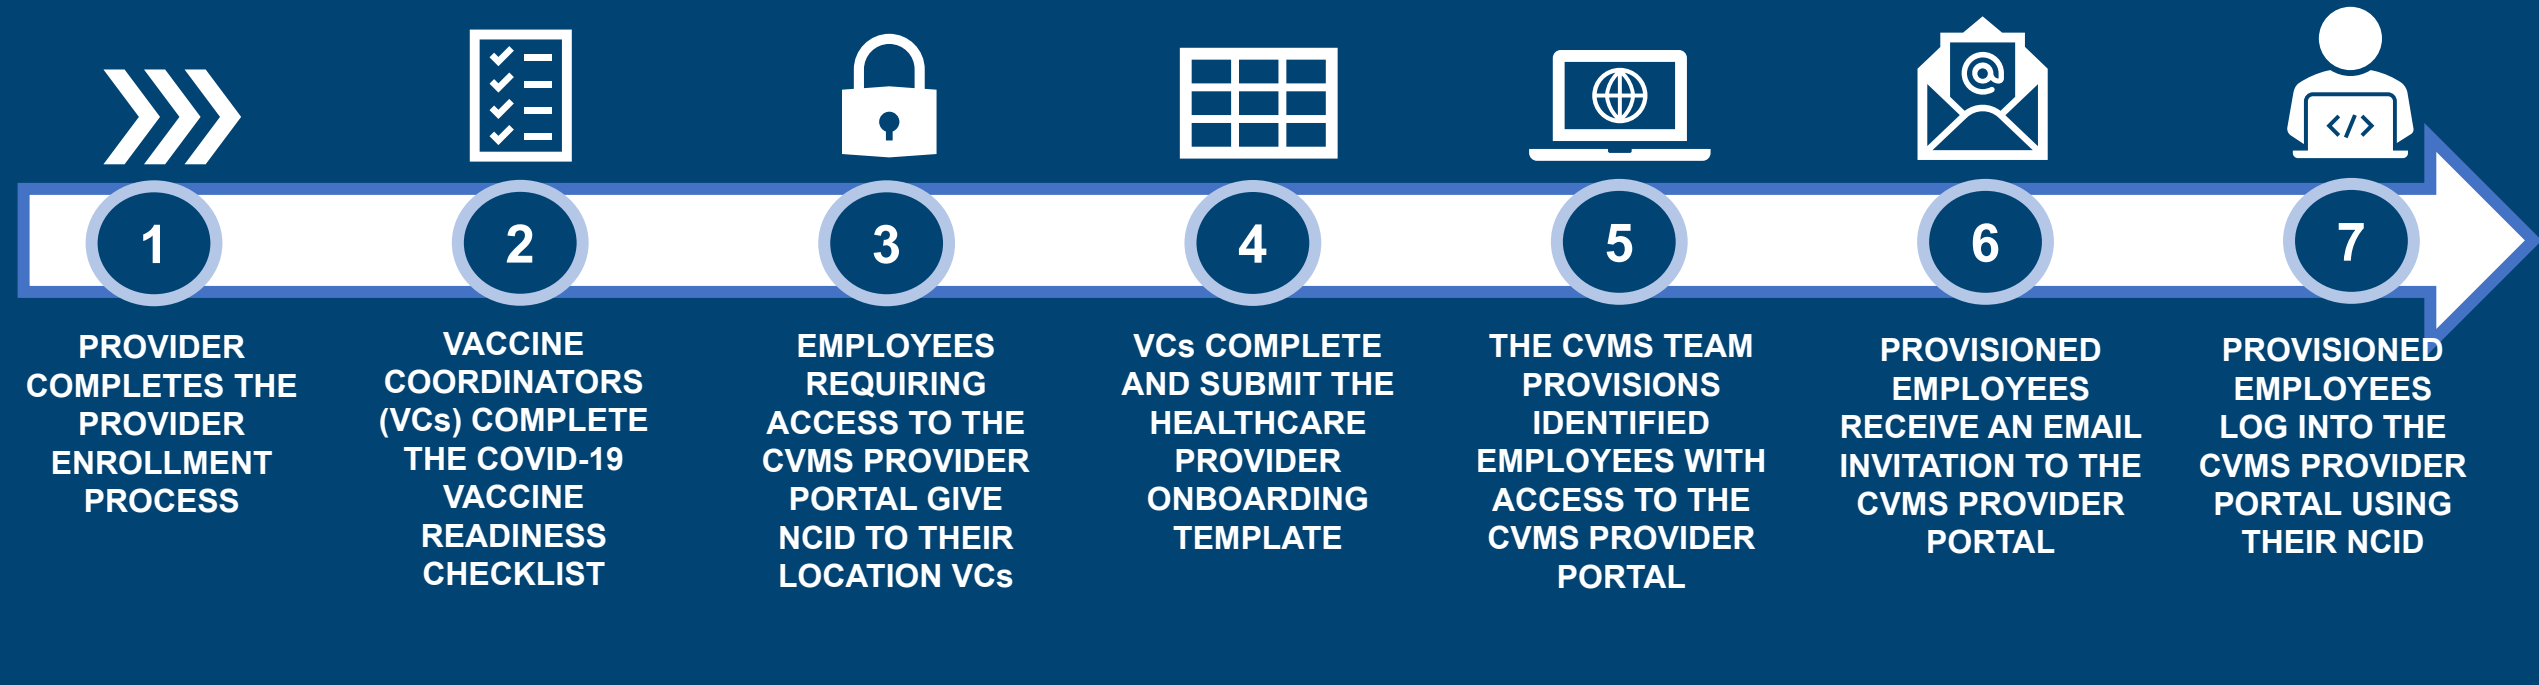 1
PROVIDER
COMPLETES THE
PROVIDER
ENROLLMENT
PROCESS
2
VACCINE
COORDINATORS
(VCs) COMPLETE
THE COVID-19
VACCINE
READINESS
CHECKLIST
3
EMPLOYEES
REQUIRING
ACCESS TO THE
CVMS PROVIDER
PORTAL GIVE
NCID TO THEIR
LOCATION VCs
4
VCs COMPLETE
AND SUBMIT THE
HEALTHCARE
PROVIDER
ONBOARDING
TEMPLATE
5
THE CVMS TEAM
PROVISIONS
IDENTIFIED
EMPLOYEES WITH
ACCESS TO THE
CVMS PROVIDER
PORTAL
@
6
PROVISIONED
EMPLOYEES
RECEIVE AN EMAIL
INVITATION TO THE
CVMS PROVIDER
PORTAL
</>
7
PROVISIONED
EMPLOYEES
LOG INTO THE
CVMS PROVIDER
PORTAL USING
THEIR NCID